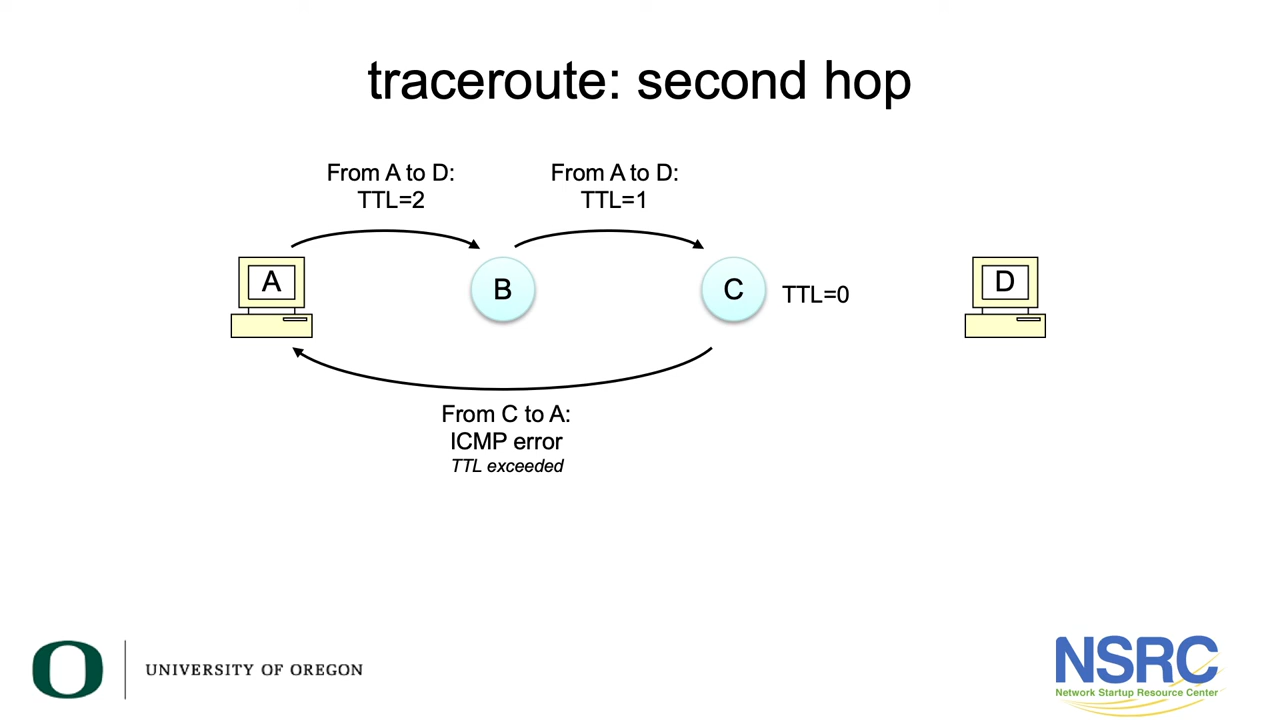 traceroute: second hop
From A to D:
TTL=2
From A to D:
TTL=1
A
B
C
TTL=0
D
From C to A:
ICMP error
TTL exceeded
O
UNIVERSITY OF OREGON
NSRC
Network Startup Resource Center